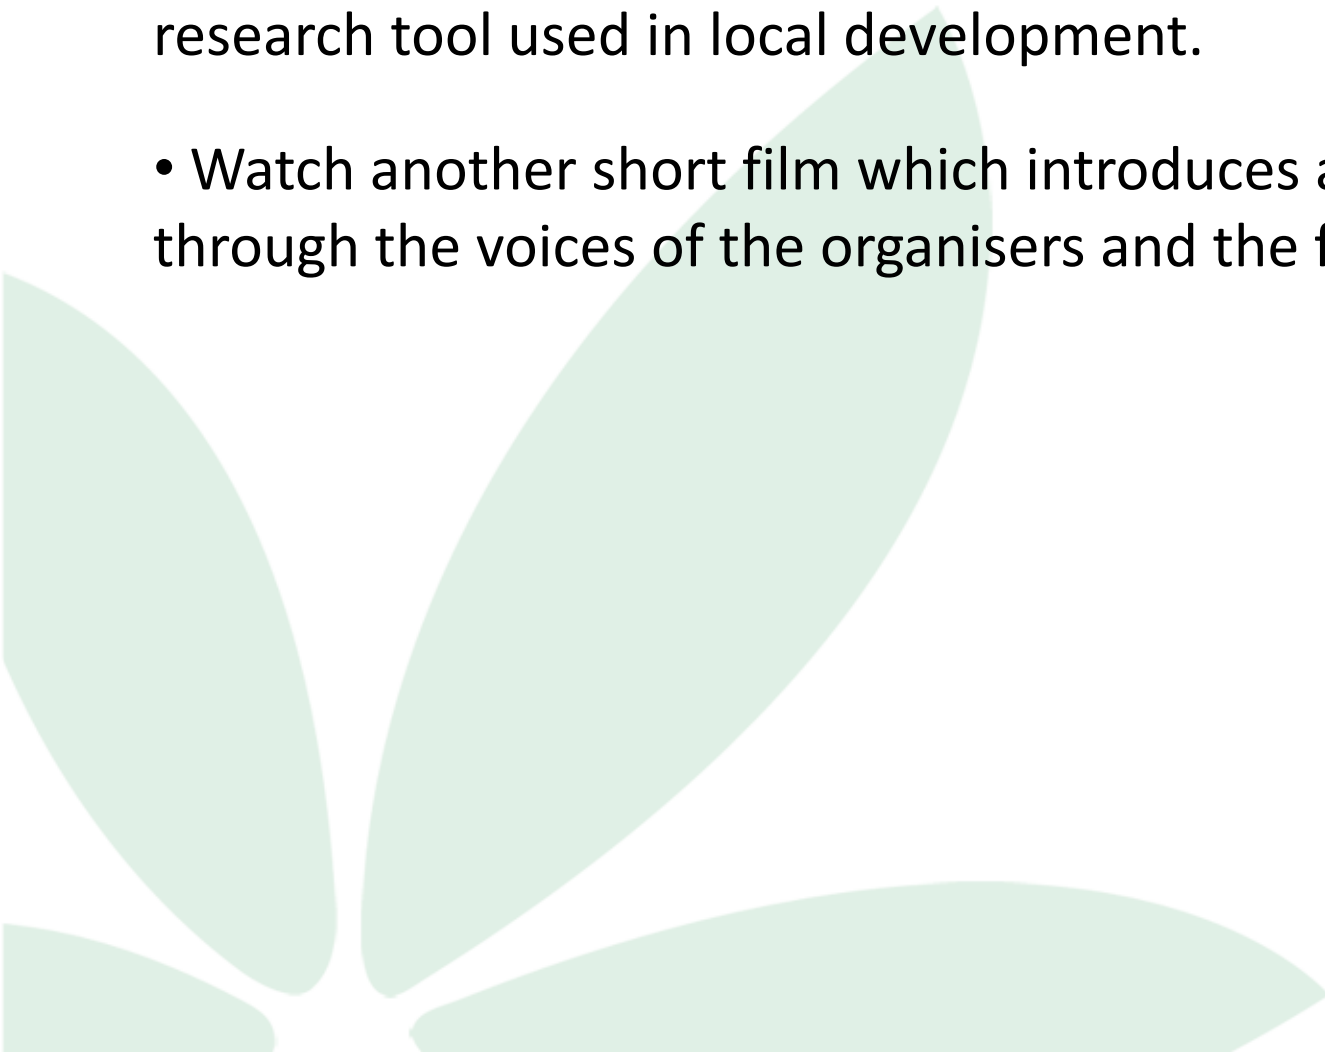 research tool used in local development.
• Watch another short film which introduces
through the voices of the organisers and the